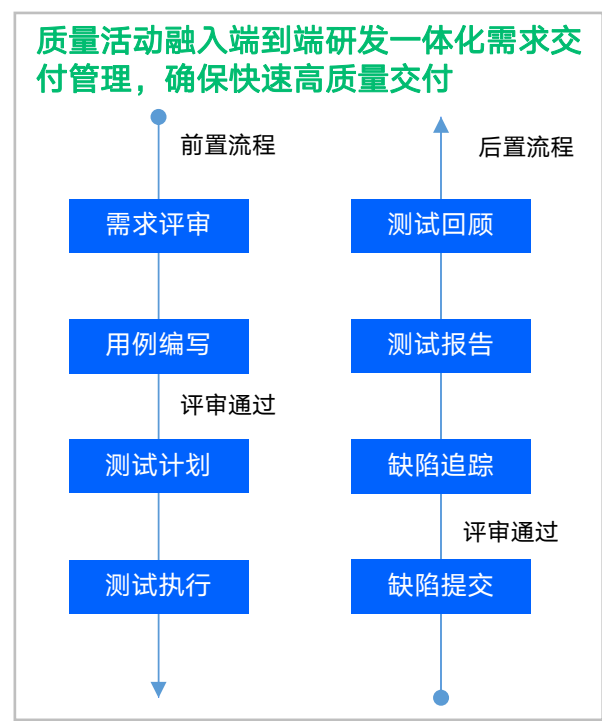 质量活动融入端到端研发一体化需求交
付管理，确保快速高质量交付
前置流程
需求评审
用例编写
评审通过
测试计划
测试执行
后置流程
测试回顾
测试报告
缺陷追踪
评审通过
缺陷提交